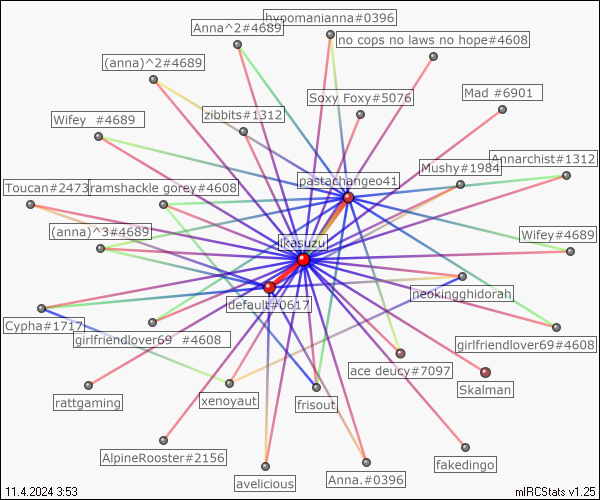 hypomanianna#0396
Anna^2#4689
no cops no laws no hope#4608
(anna)^2#4689
Soxy Foxy#5076
Mad #6901
zibbits#1312
Wifey #4689
Annarchist#1312
Mushy#1984
pastachangeo41
Toucan#2473
ramshackle gorey#4608
(anna)^3#4689
Wifey#4689
Ikasuzu
neokingghidorah
default#0617
Cypha#1717
girlfriendlover69 #4608
girlfriendlover69#4608
ace deucy#7097
Skalman
rattgaming
xenoyaut
frisout
AlpineRooster#2156
fakedingo
avelicious
Anna.#0396
11.4.2024 3:53
mIRCStats v1.25